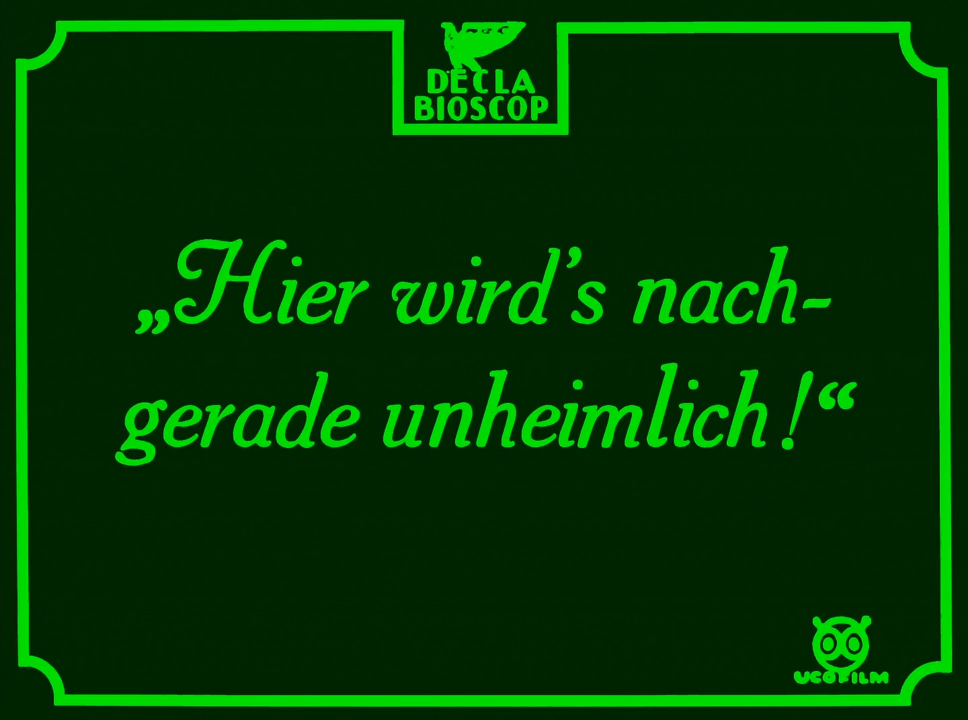 DECLA
BIOSCOP
„Hier wird’s nach-
gerade unheimlich!“
UCOFILM